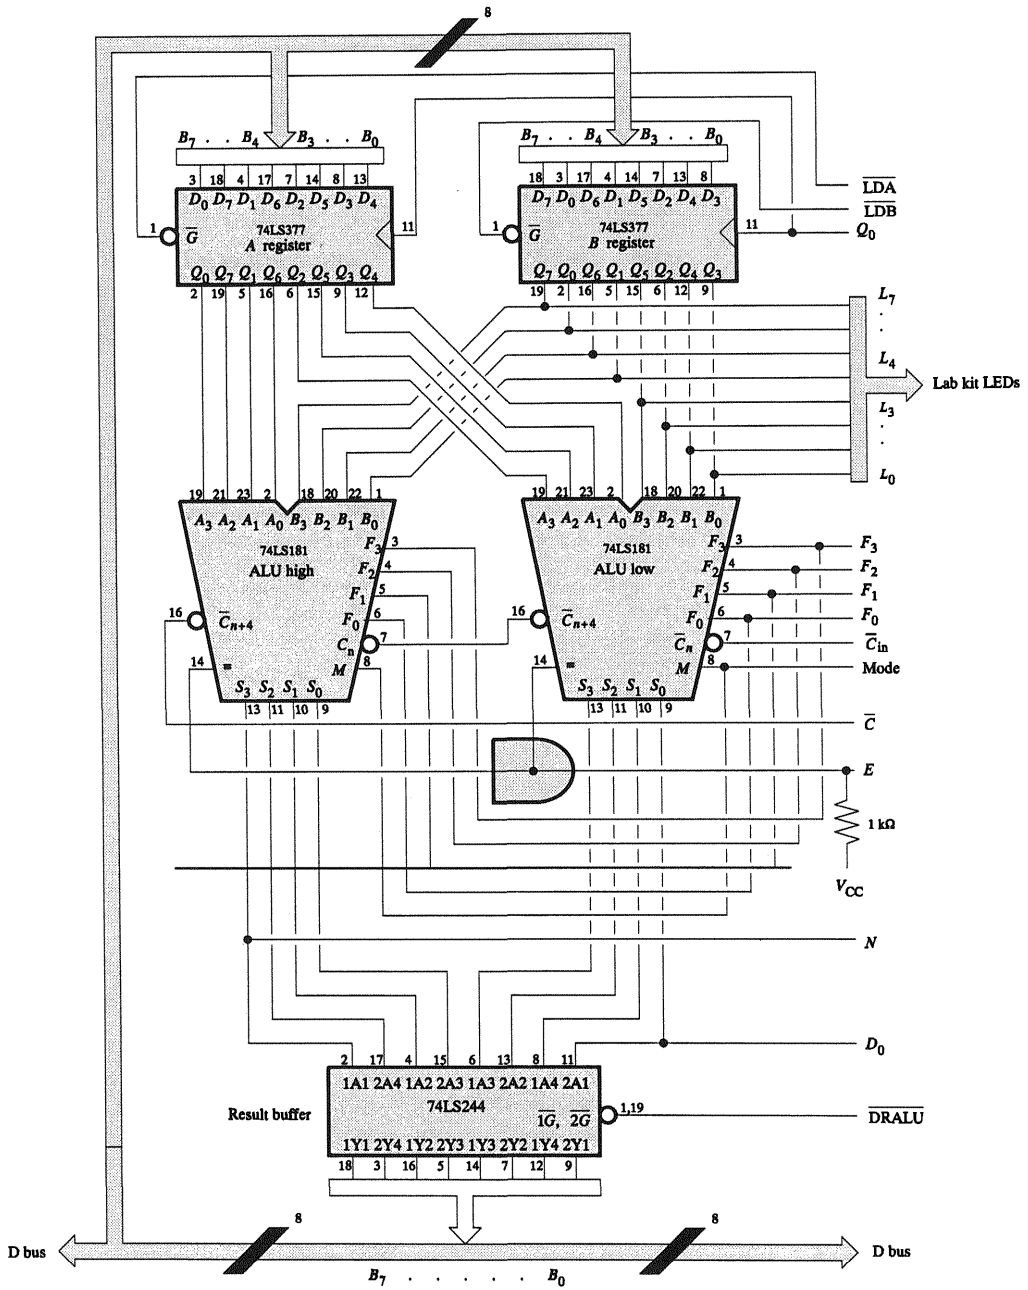 8
B7 . . B4 B3 . . B0
B7 . . B4 B3 . . B0
3 18 4 17 7 14 8 13
18 3 17 4 14 7 13 8
D0 D7 D1 D6 D2 D5 D3 D4
D7 D0 D6 D1 D5 D2 D4 D3
L̅D̅A̅
L̅D̅B̅
Q0
1 G̅ 74LS377 11
A register
1 G̅ 74LS377 11
B register
Q0 Q7 Q1 Q6 Q2 Q5 Q3 Q4
Q7 Q0 Q6 Q1 Q5 Q2 Q4 Q3
2 19 5 16 6 15 9 12
19 2 16 5 15 6 12 9
L7
.
.
L4
Lab kit LEDs
L3
.
.
L0
19 21 23 2 18 20 22 1
19 21 23 2 18 20 22 1
A3 A2 A1 A0 B3 B2 B1 B0
A3 A2 A1 A0 B3 B2 B1 B0
74LS181
ALU high
74LS181
ALU low
F3 3
F2 4
F1 5
F0 6
F3 3 F3
F2 4 F2
F1 5 F1
F0 6 F0
16 C̅n+4
Cn 7
16 C̅n+4
C̅n 7 C̅in
14 =
M 8
14 =
M 8 Mode
S3 S2 S1 S0
S3 S2 S1 S0
13 11 10 9
13 11 10 9
C̅
E
1 kΩ
VCC
N
D0
2 17 4 15 6 13 8 11
1A1 2A4 1A2 2A3 1A3 2A2 1A4 2A1
Result buffer
74LS244
1̅G̅, 2̅G̅
1,19
D̅R̅A̅L̅U̅
1Y1 2Y4 1Y2 2Y3 1Y3 2Y2 1Y4 2Y1
18 3 16 5 14 7 12 9
8
8
D bus
D bus
B7 . . . . . B0